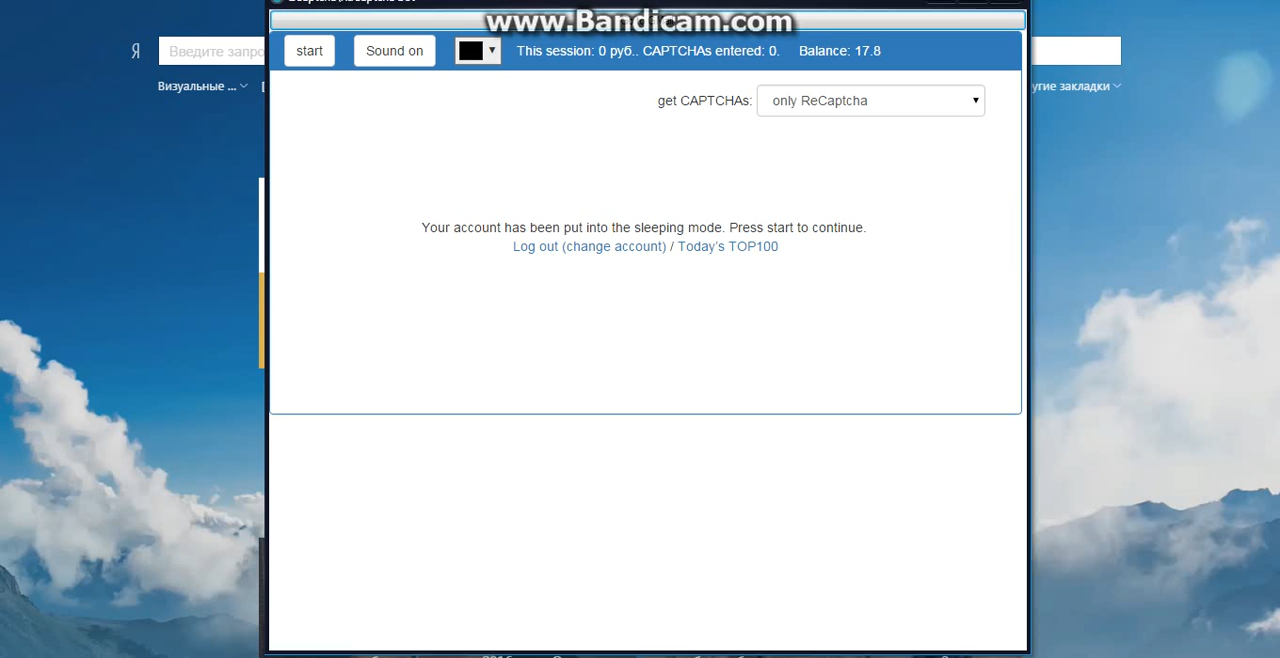 www.Bandicam.com
start
Sound on
This session: 0 руб.. CAPTCHAs entered: 0.
Balance: 17.8
Я
Введите запро
Визуальные ...
угие закладки
get CAPTCHAs:
only ReCaptcha
Your account has been put into the sleeping mode. Press start to continue.
Log out (change account) / Today's TOP100